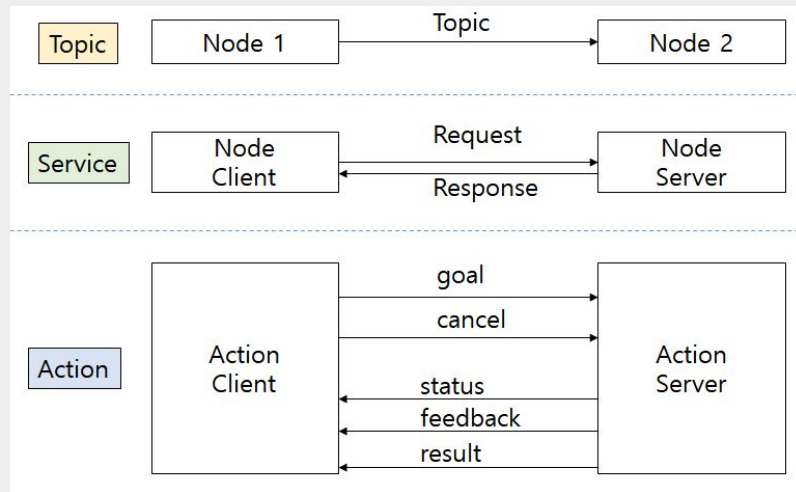 Topic
Node 1
Topic
Node 2
Service
Node
Client
Request
Response
Node
Server
Action
Action
Client
goal
cancel
status
feedback
result
Action
Server